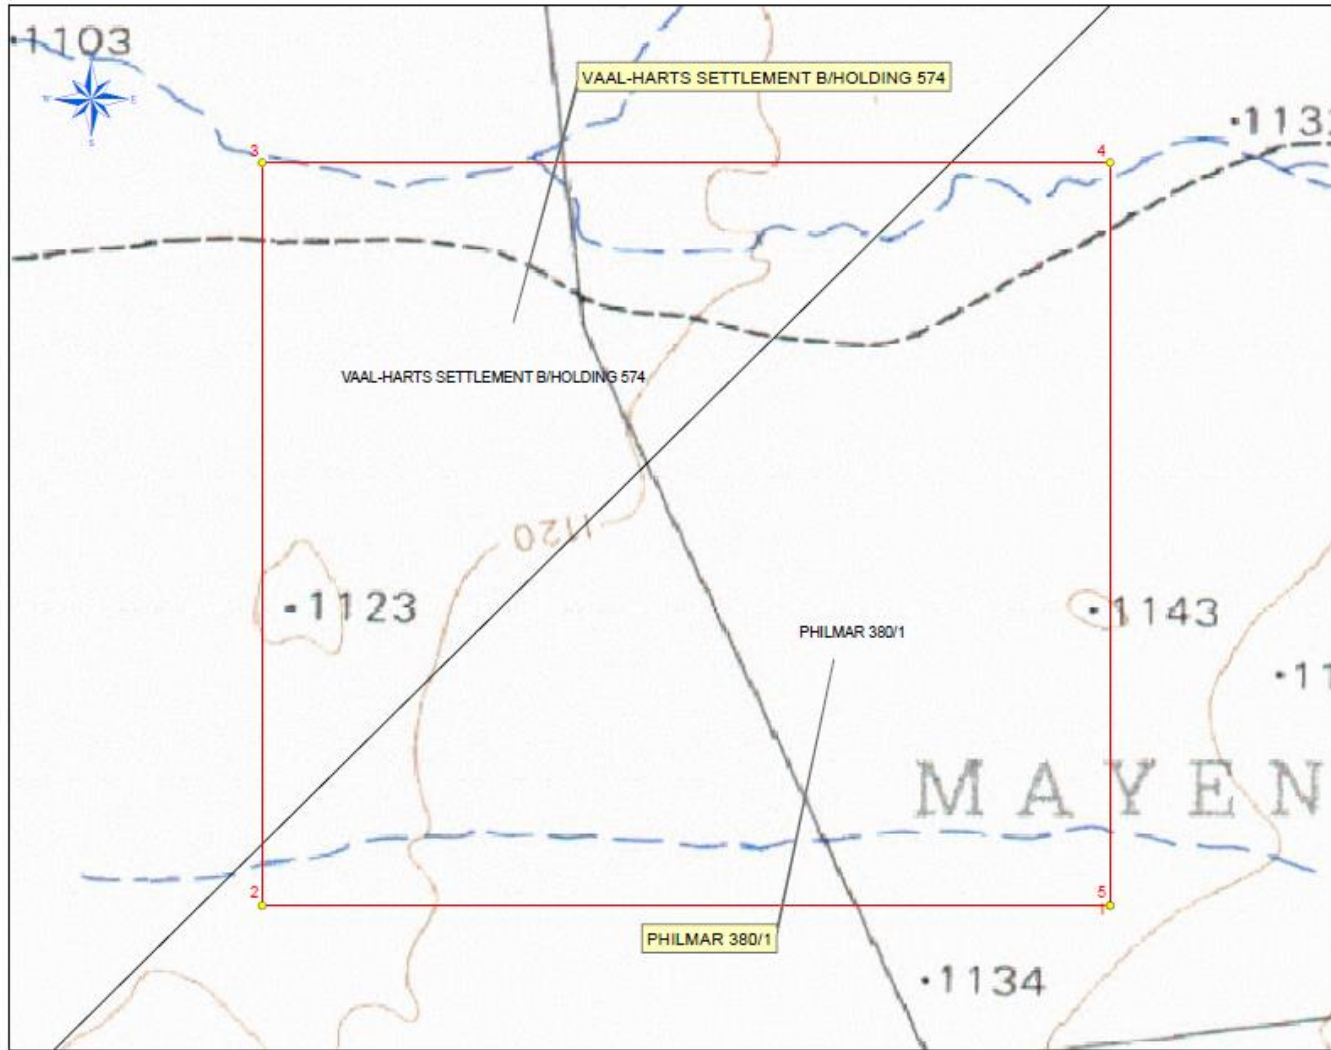 1103
N
W
E
S
VAAL-HARTS SETTLEMENT B/HOLDING 574
1132
3
4
VAAL-HARTS SETTLEMENT B/HOLDING 574
1120
1123
1143
PHILMAR 380/1
MAYEN
2
5
PHILMAR 380/1
1134